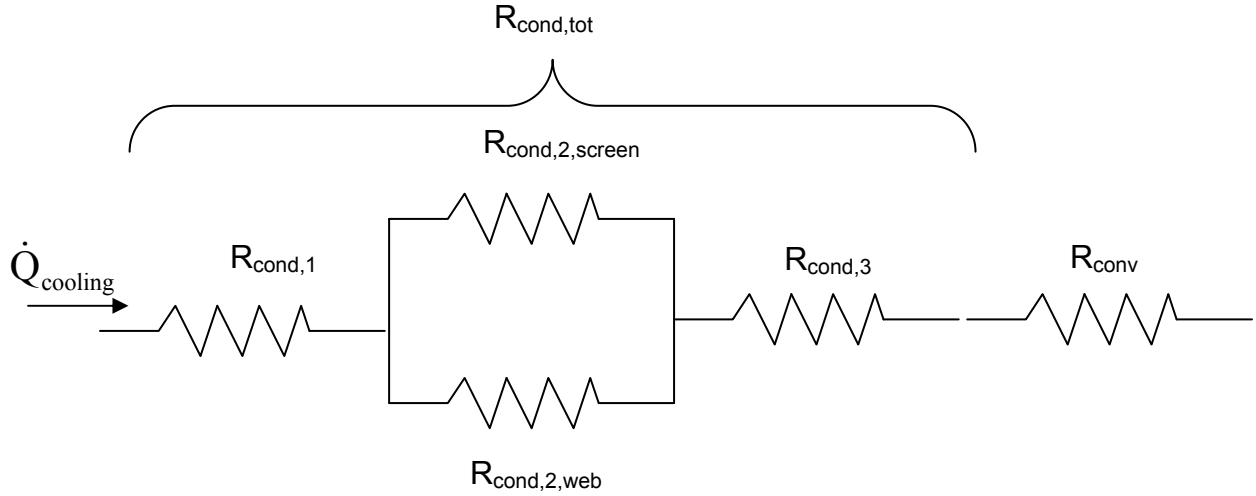 R_cond,tot
R_cond,2,screen
Q̇_cooling
R_cond,1
R_cond,3
R_conv
R_cond,2,web